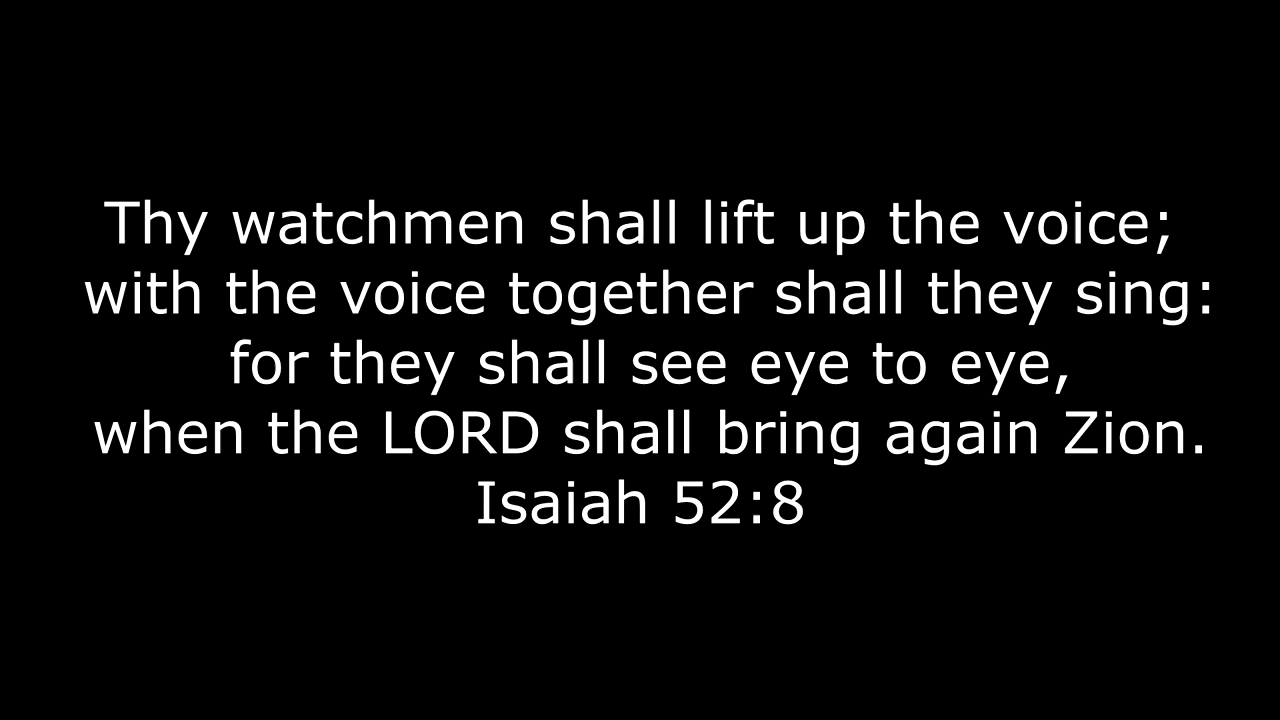 Thy watchmen shall lift up the voice;
with the voice together shall they sing:
for they shall see eye to eye,
when the LORD shall bring again Zion.
Isaiah 52:8